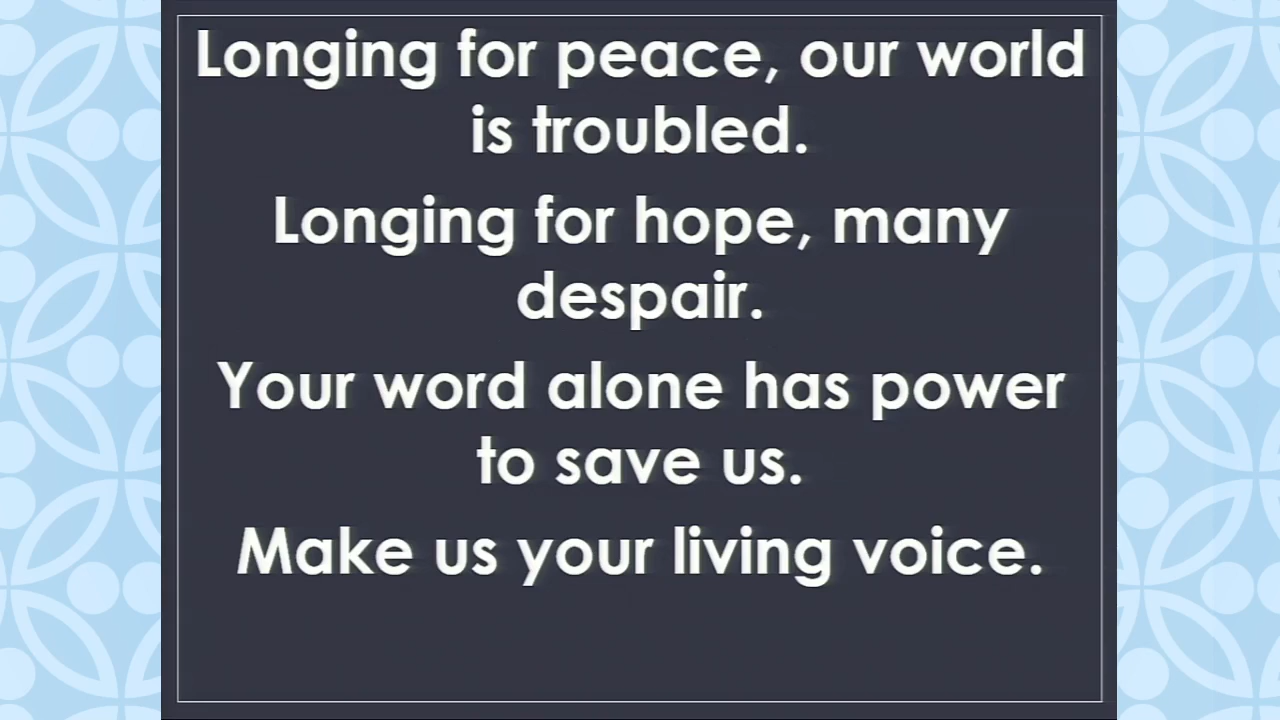 Longing for peace, our world
is troubled.
Longing for hope, many
despair.
Your word alone has power
to save us.
Make us your living voice.